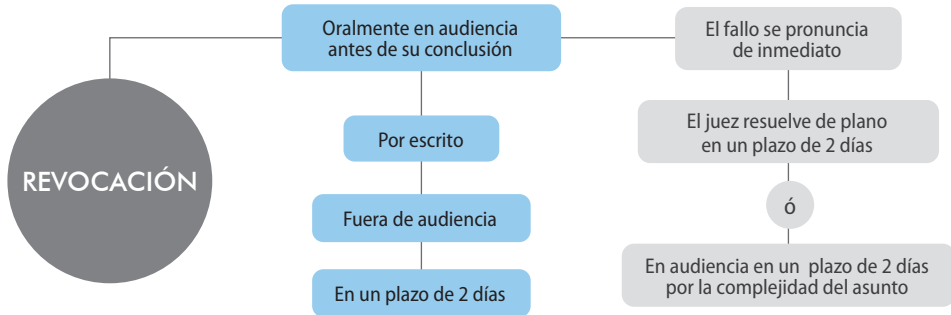 REVOCACIÓN
Oralmente en audiencia
antes de su conclusión
Por escrito
Fuera de audiencia
En un plazo de 2 días
El fallo se pronuncia
de inmediato
El juez resuelve de plano
en un plazo de 2 días
ó
En audiencia en un plazo de 2 días
por la complejidad del asunto